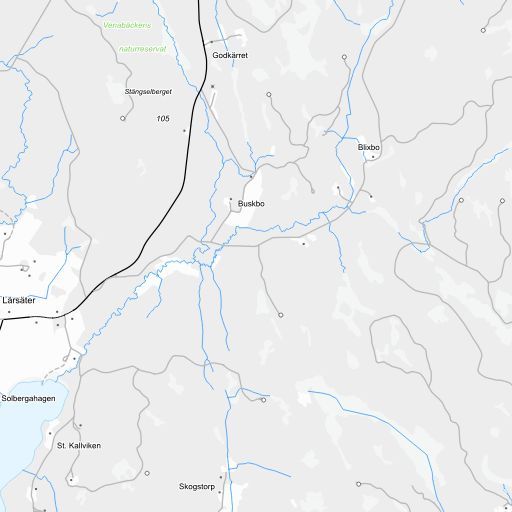 Venabäckens
naturreservat
Godkärret
Stängselberget
105
Blixbo
Buskbo
Lärsäter
Solbergahagen
St. Kallviken
Skogstorp